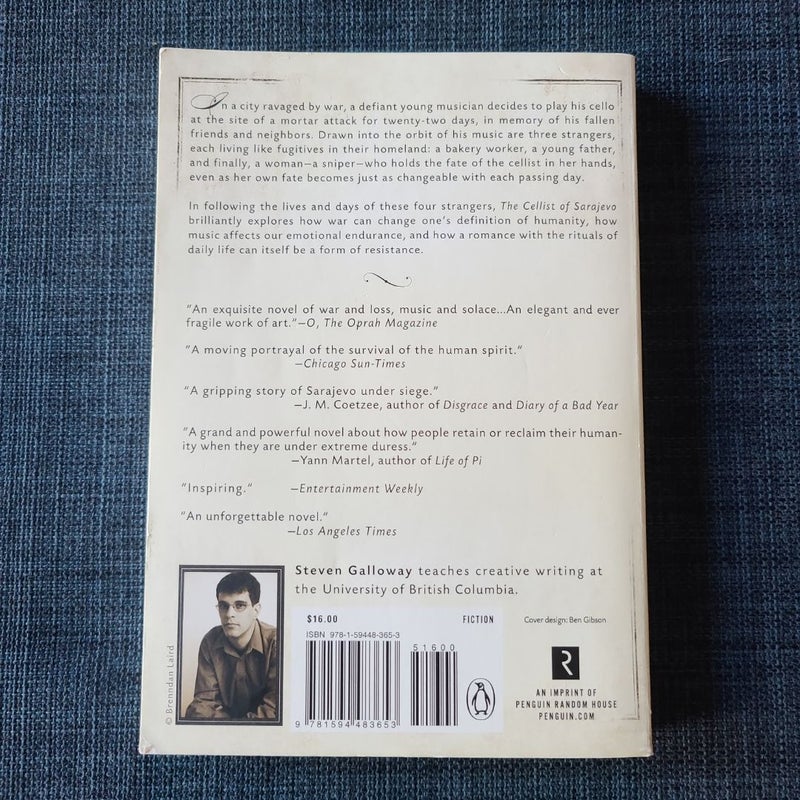 In a city ravaged by war, a defiant young musician decides to play his cello
at the site of a mortar attack for twenty-two days, in memory of his fallen
friends and neighbors. Drawn into the orbit of his music are three strangers,
each living like fugitives in their homeland: a bakery worker, a young father,
and finally, a woman—a sniper—who holds the fate of the cellist in her hands,
even as her own fate becomes just as changeable with each passing day.
In following the lives and days of these four strangers, The Cellist of Sarajevo
brilliantly explores how war can change one's definition of humanity, how
music affects our emotional endurance, and how a romance with the rituals of
daily life can itself be a form of resistance.
"An exquisite novel of war and loss, music and solace...An elegant and ever
fragile work of art."—O, The Oprah Magazine
"A moving portrayal of the survival of the human spirit."
—Chicago Sun-Times
"A gripping story of Sarajevo under siege."
—J. M. Coetzee, author of Disgrace and Diary of a Bad Year
"A grand and powerful novel about how people retain or reclaim their human-
ity when they are under extreme duress."
—Yann Martel, author of Life of Pi
"Inspiring." —Entertainment Weekly
"An unforgettable novel."
—Los Angeles Times
Steven Galloway teaches creative writing at
the University of British Columbia.
© Brenndan Laird
$16.00 FICTION
ISBN 978-1-59448-365-3
51600
9 781594 483653
Cover design: Ben Gibson
R
AN IMPRINT OF
PENGUIN RANDOM HOUSE
PENGUIN.COM